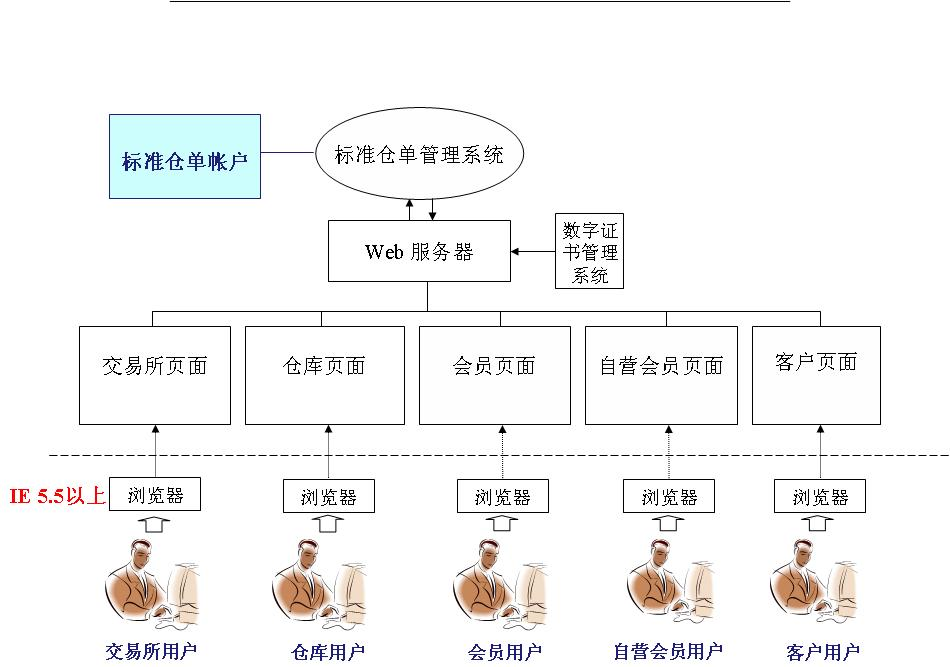 标准仓单帐户
标准仓单管理系统
Web 服务器
数字证
书管理
系统
交易所页面
仓库页面
会员页面
自营会员页面
客户页面
IE 5.5以上
浏览器
浏览器
浏览器
浏览器
浏览器
交易所用户
仓库用户
会员用户
自营会员用户
客户用户